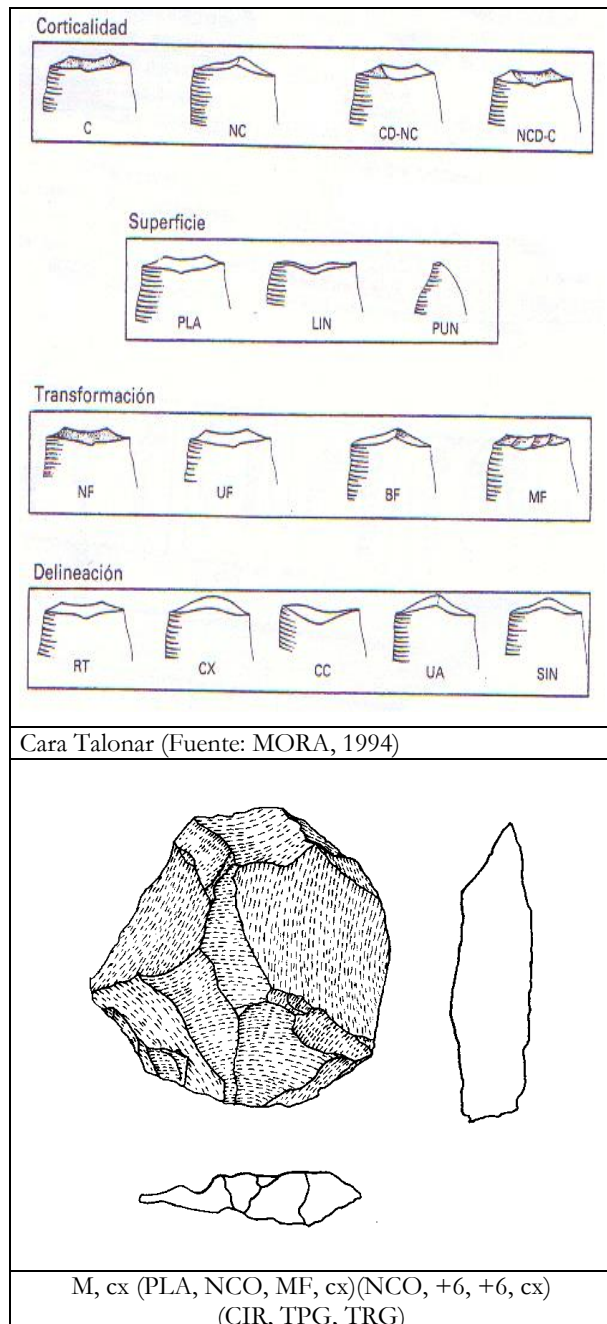 Corticalidad
C NC CD-NC NCD-C
Superficie
PLA LIN PUN
Transformación
NF UF BF MF
Delineación
RT CX CC UA SIN
Cara Talonar (Fuente: MORA, 1994)
M, cx (PLA, NCO, MF, cx)(NCO, +6, +6, cx)
(CIR, TPG, TRG)